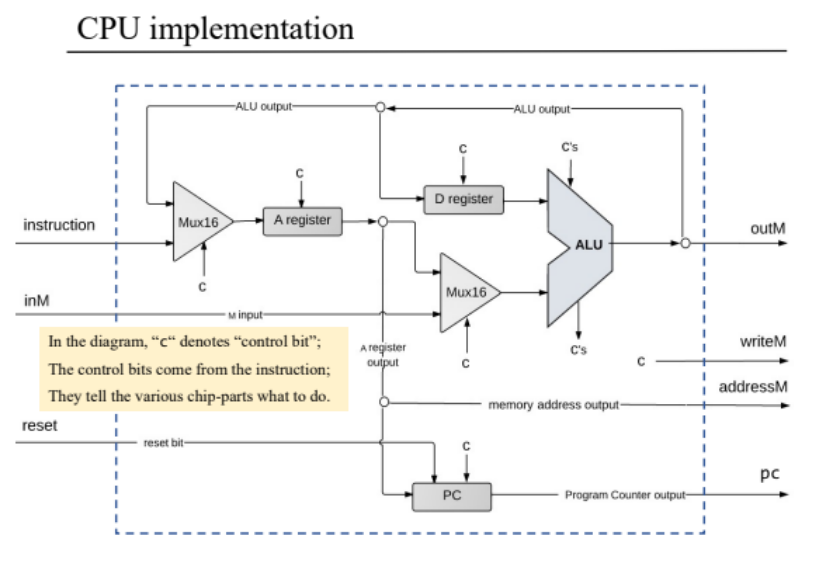 CPU implementation
ALU output
ALU output
c
C's
c
Mux16
A register
D register
instruction
ALU
outM
c
Mux16
inM
M input
In the diagram, “c“ denotes “control bit”;
The control bits come from the instruction;
They tell the various chip-parts what to do.
A register
output
c
C's
c
writeM
addressM
memory address output
reset
reset bit
c
PC
Program Counter output
pc